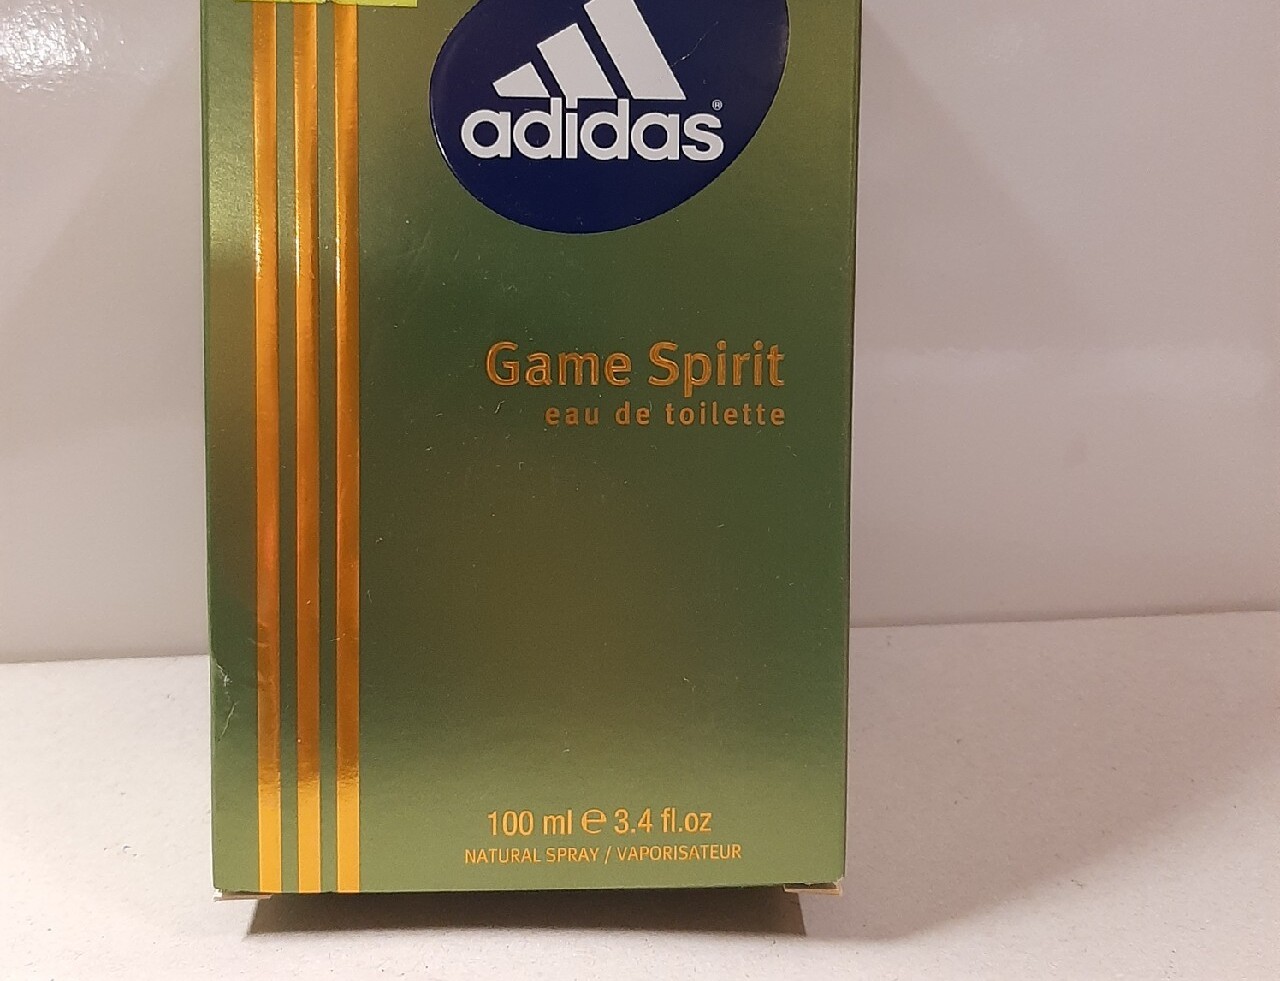 adidas®
Game Spirit
eau de toilette
100 ml ℮ 3.4 fl.oz
NATURAL SPRAY / VAPORISATEUR